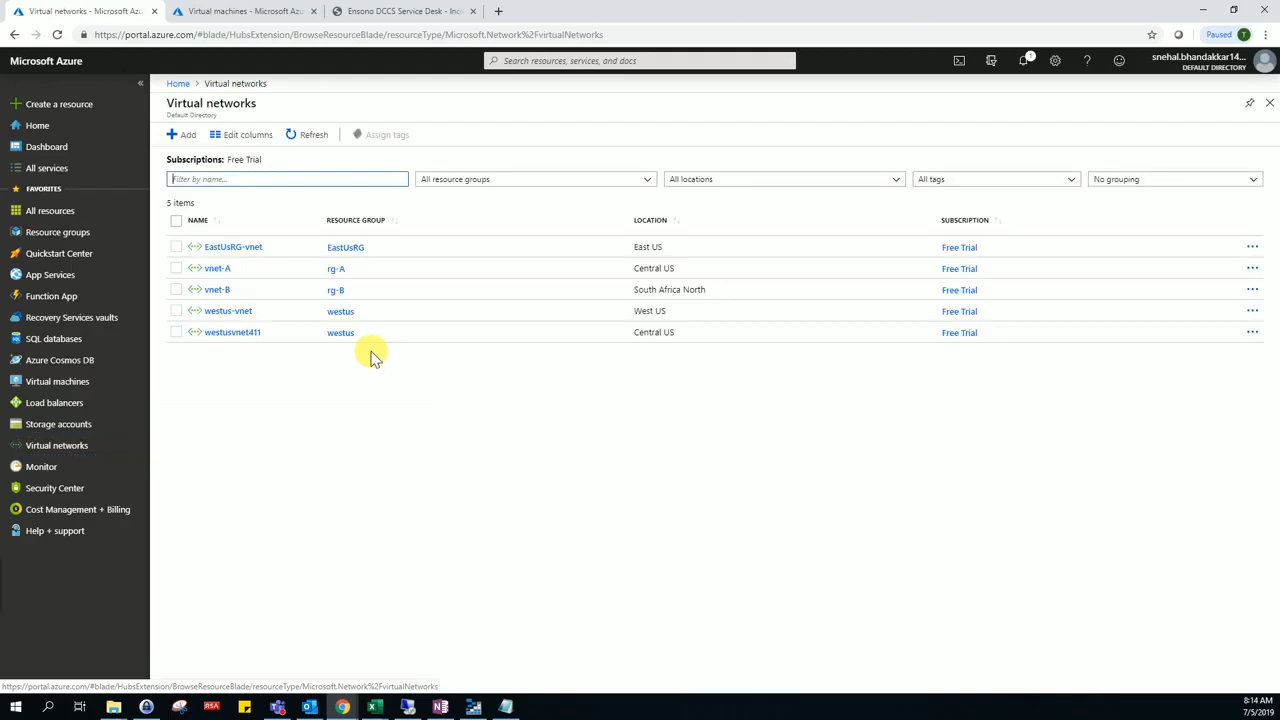 Virtual networks - Microsoft Azu
Virtual machines - Microsoft Azu
Ensono DCCS Service Desk - Inci
https://portal.azure.com/#blade/HubsExtension/BrowseResourceBlade/resourceType/Microsoft.Network%2FvirtualNetworks
Paused
T
Microsoft Azure
Search resources, services, and docs
1
snehal.bhandakkar14...
DEFAULT DIRECTORY
Create a resource
Home
Dashboard
All services
FAVORITES
All resources
Resource groups
Quickstart Center
App Services
Function App
Recovery Services vaults
SQL databases
Azure Cosmos DB
Virtual machines
Load balancers
Storage accounts
Virtual networks
Monitor
Security Center
Cost Management + Billing
Help + support
Home > Virtual networks
Virtual networks
Default Directory
Add Edit columns Refresh Assign tags
Subscriptions: Free Trial
Filter by name... All resource groups All locations All tags No grouping
5 items
NAME RESOURCE GROUP LOCATION SUBSCRIPTION
EastUsRG-vnet EastUsRG East US Free Trial
vnet-A rg-A Central US Free Trial
vnet-B rg-B South Africa North Free Trial
westus-vnet westus West US Free Trial
westusvnet411 westus Central US Free Trial
https://portal.azure.com/#blade/HubsExtension/BrowseResourceBlade/resourceType/Microsoft.Network%2FvirtualNetworks
RSA
8:14 AM
7/5/2019